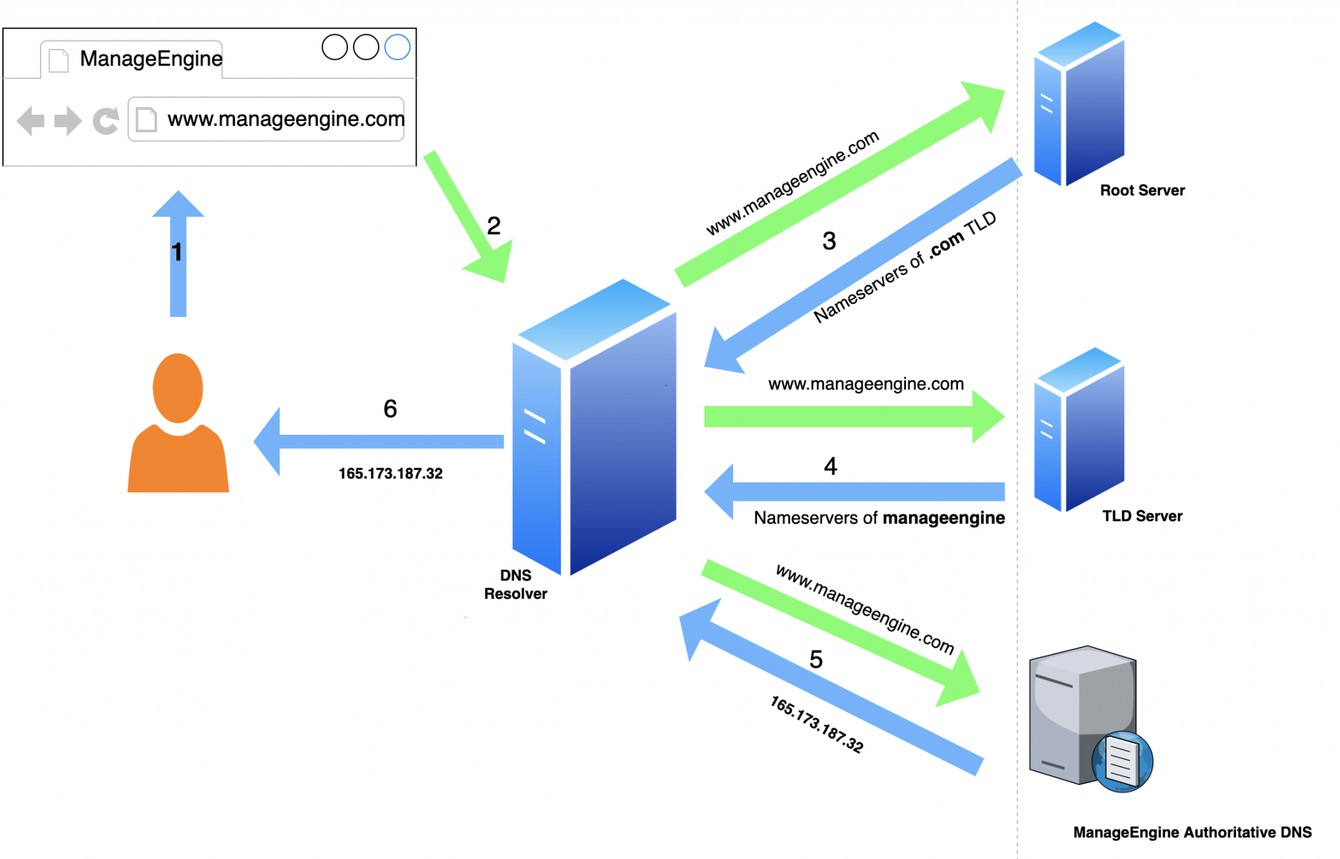 ManageEngine
www.manageengine.com
1
2
www.manageengine.com
3
Nameservers of .com TLD
Root Server
www.manageengine.com
4
Nameservers of manageengine
TLD Server
6
165.173.187.32
DNS
Resolver
www.manageengine.com
5
165.173.187.32
ManageEngine Authoritative DNS